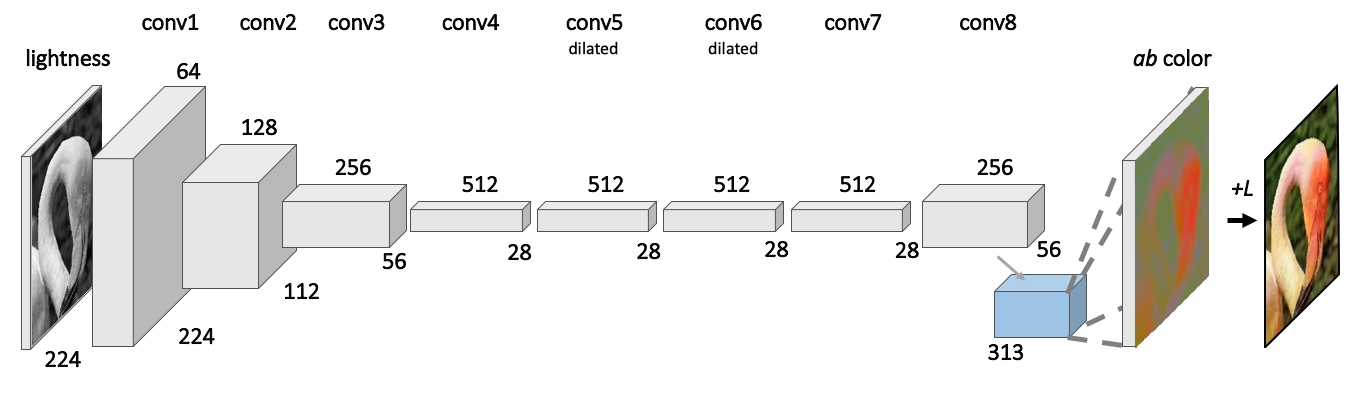 conv1 conv2 conv3 conv4 conv5 conv6 conv7 conv8
dilated dilated
lightness ab color
64
128
256 512 512 512 512 256
+L
56 28 28 28 28 56
112
224 224
313